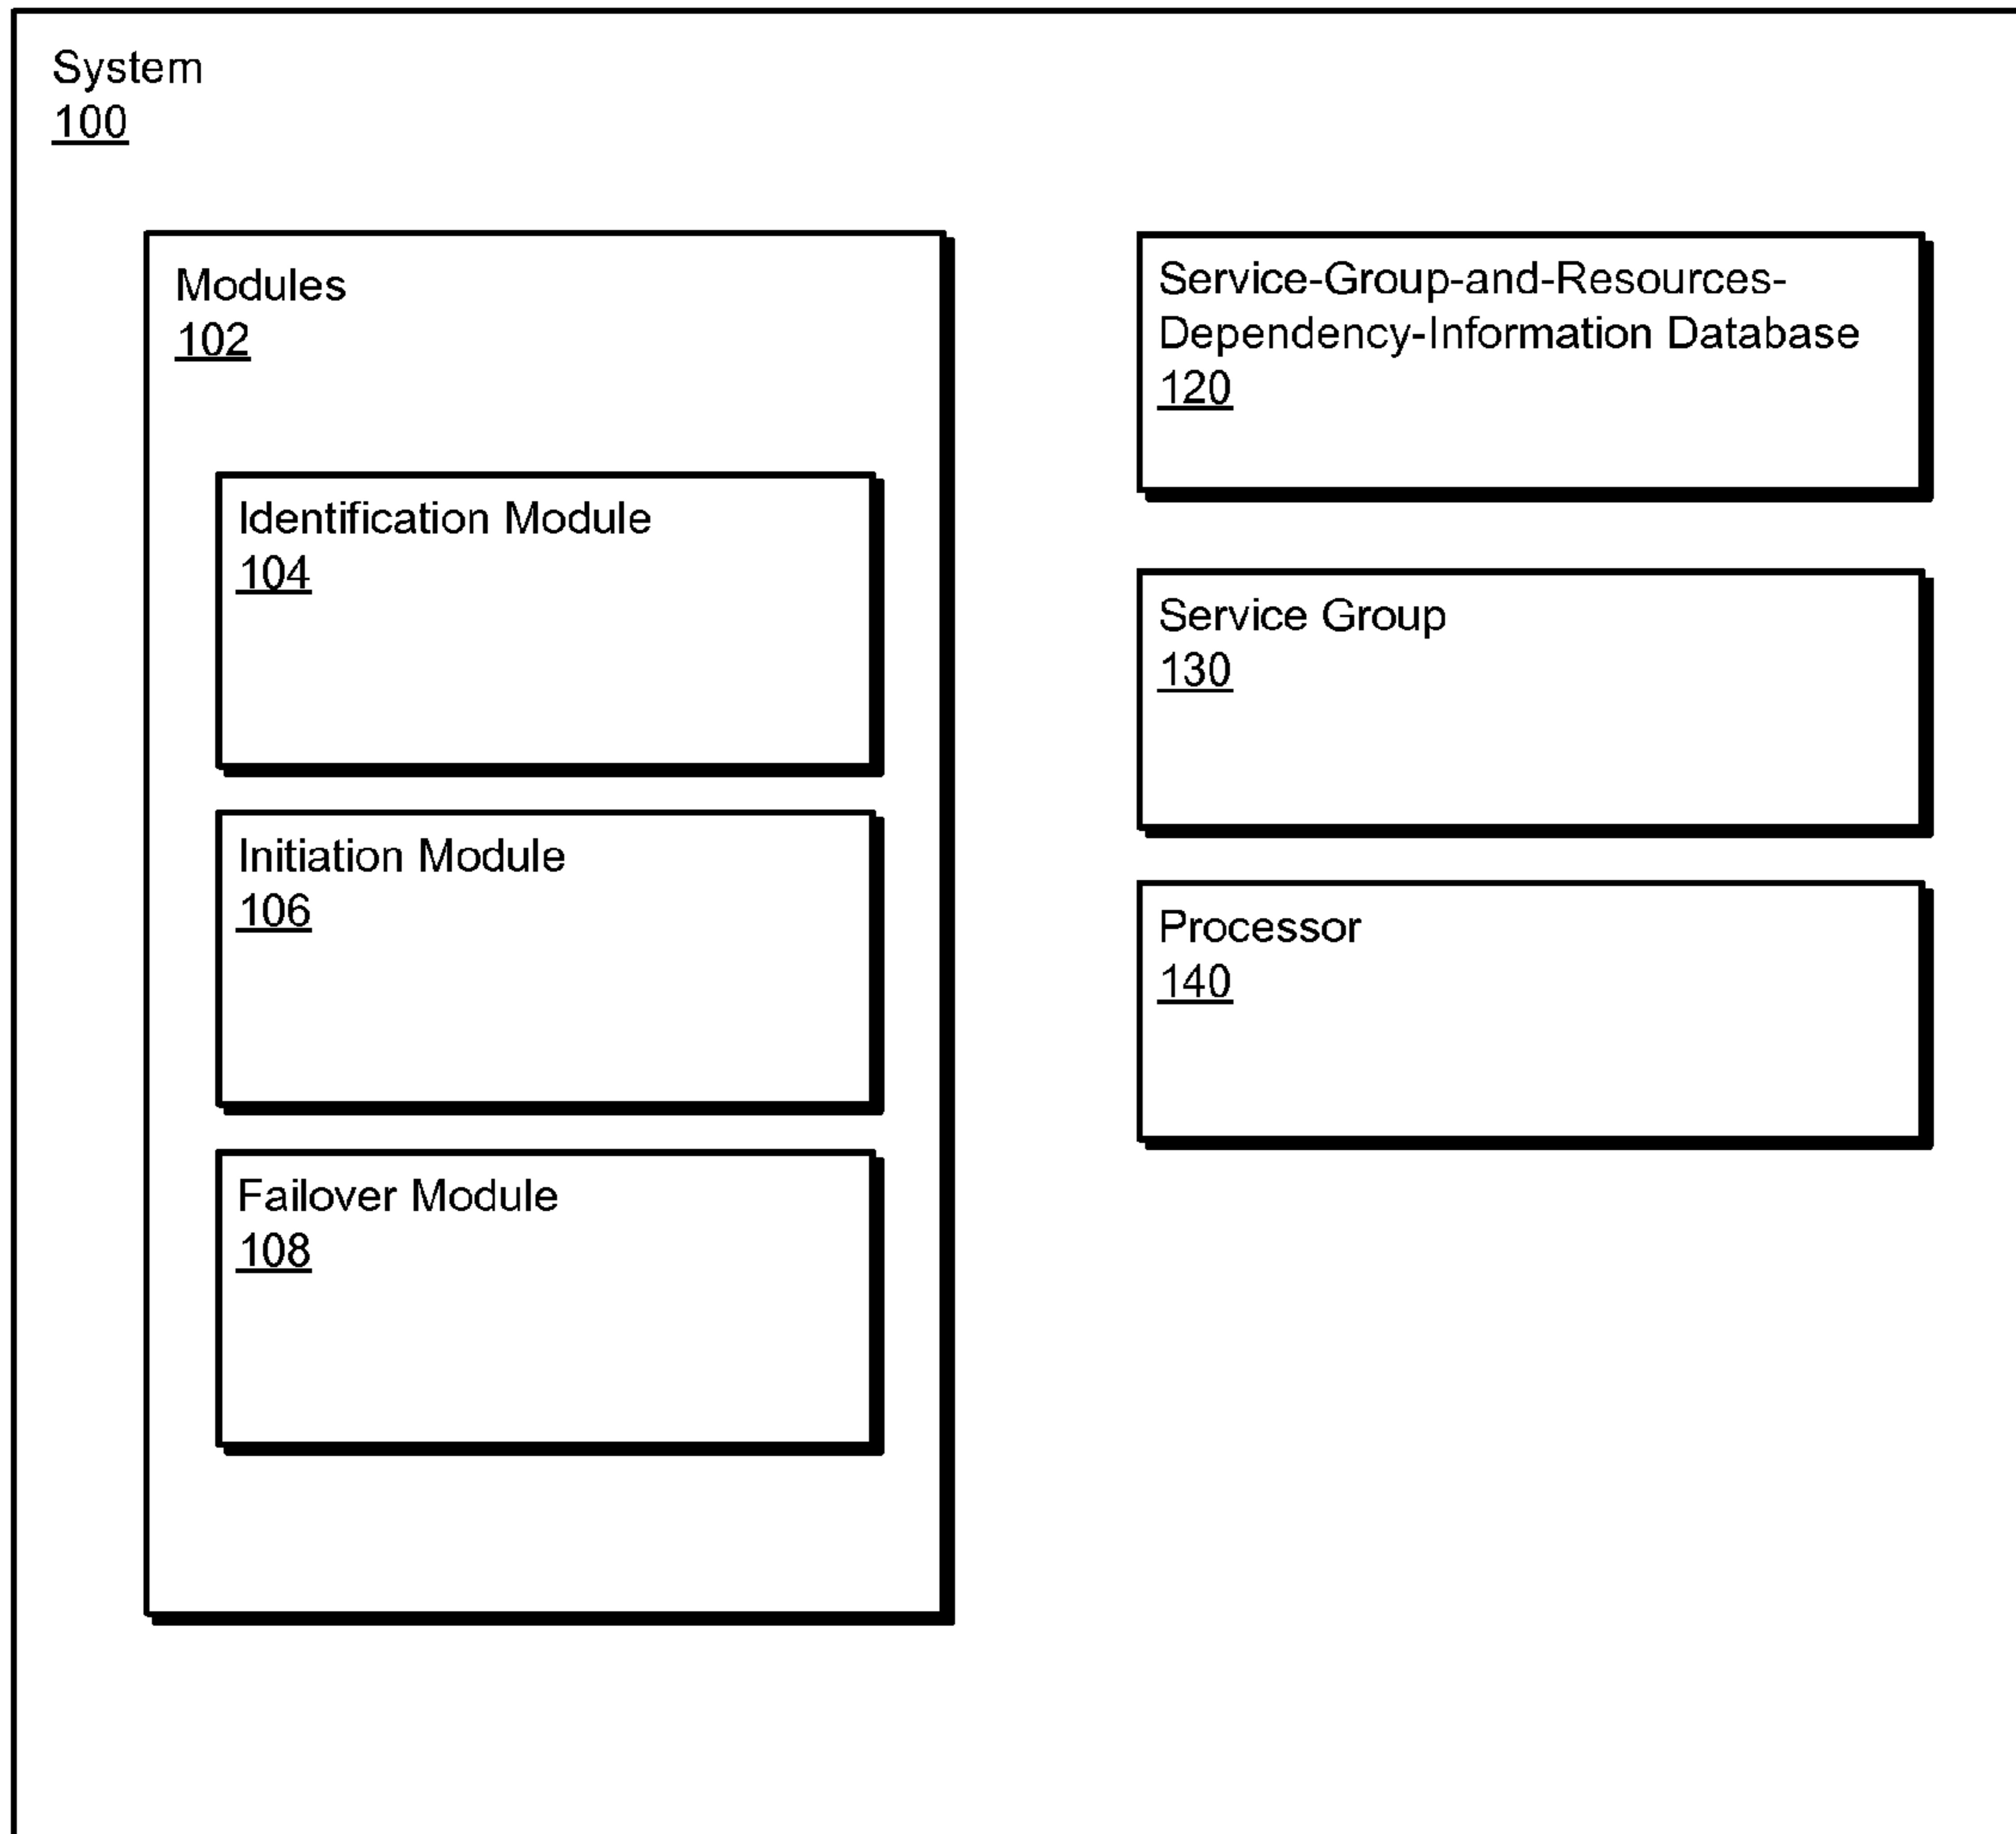 System
100
Modules
102
Identification Module
104
Initiation Module
106
Failover Module
108
Service-Group-and-Resources-
Dependency-Information Database
120
Service Group
130
Processor
140